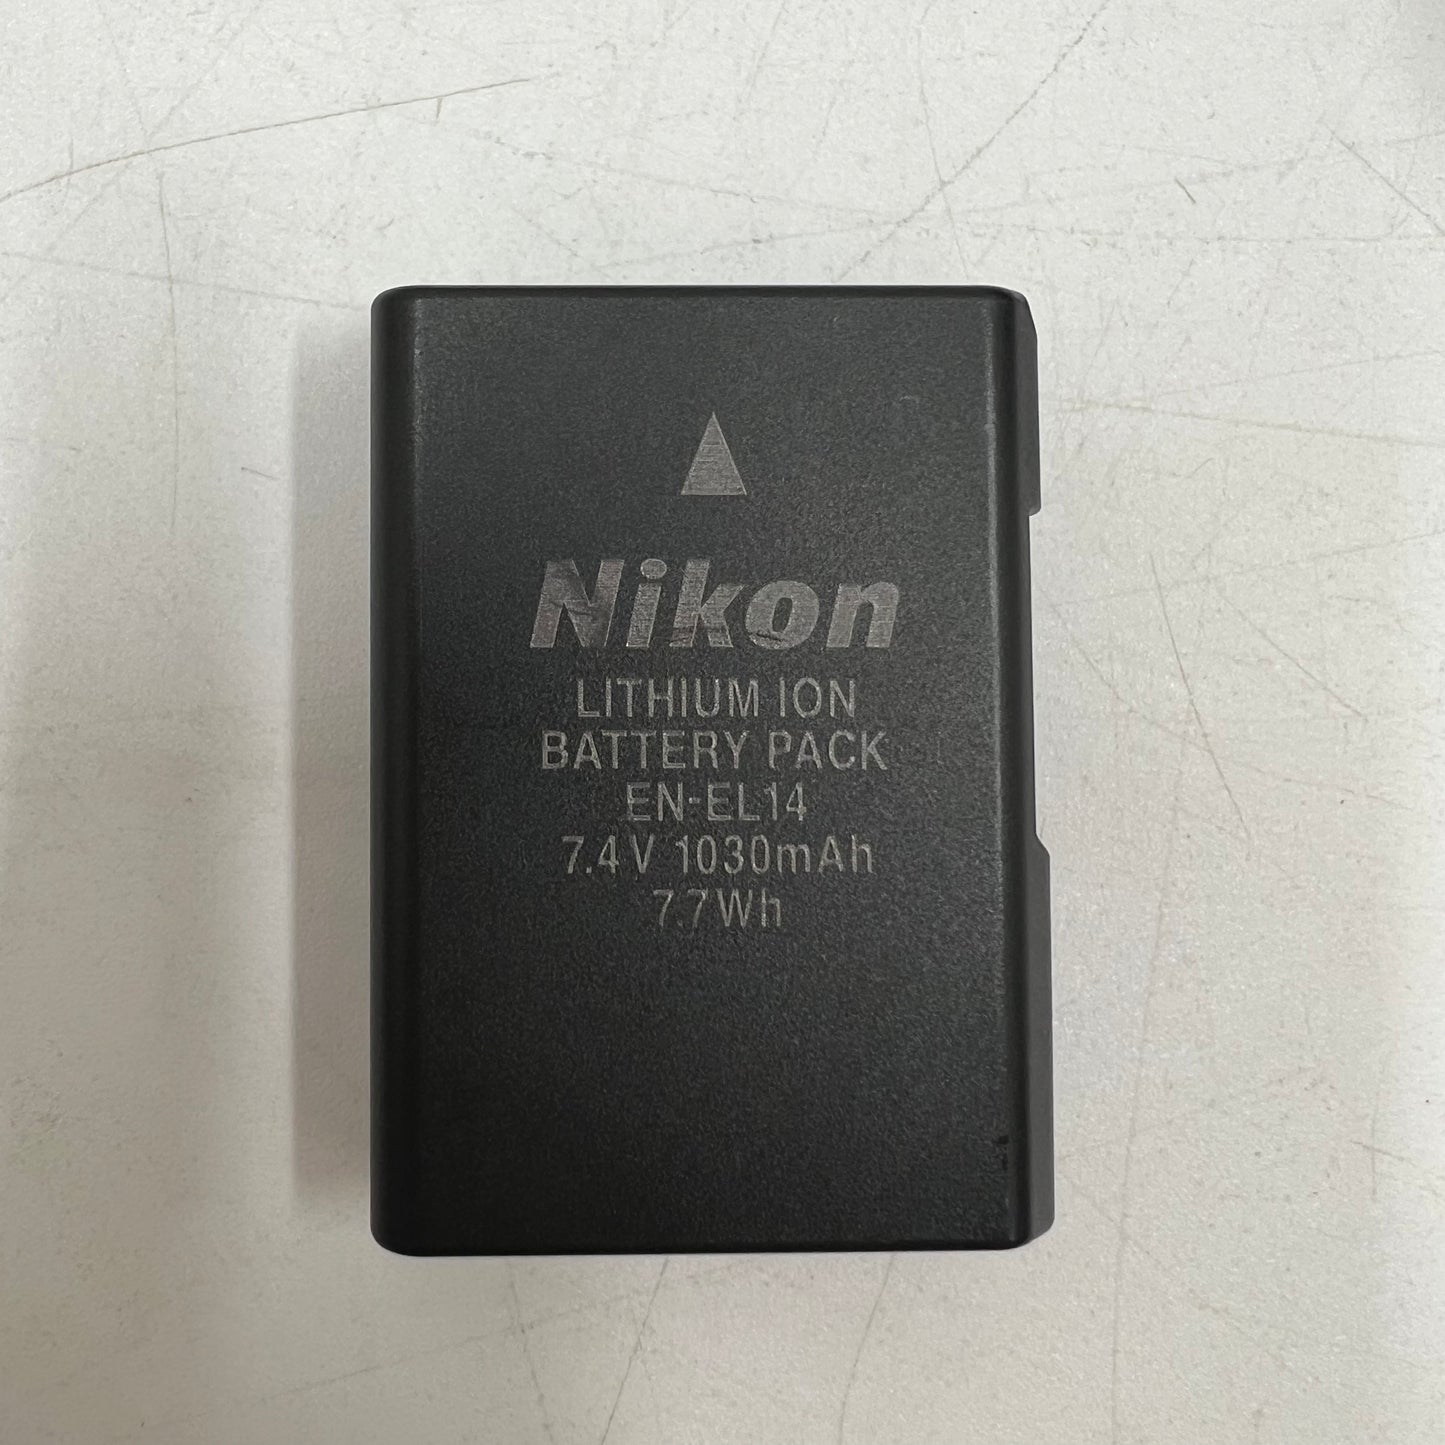 Nikon
LITHIUM ION
BATTERY PACK
EN-EL14
7.4V 1030mAh
7.7Wh